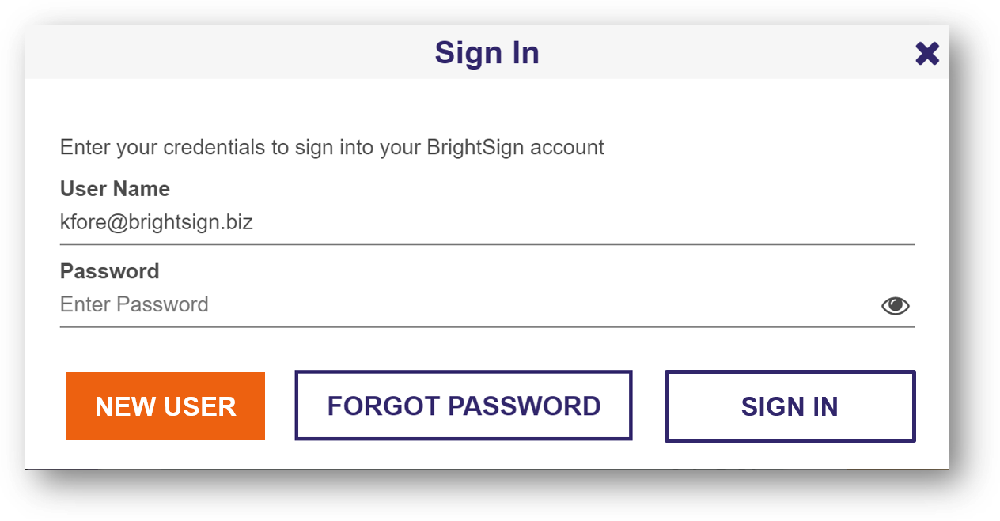 Sign In
Enter your credentials to sign into your BrightSign account
User Name
kfore@brightsign.biz
Password
Enter Password
NEW USER
FORGOT PASSWORD
SIGN IN